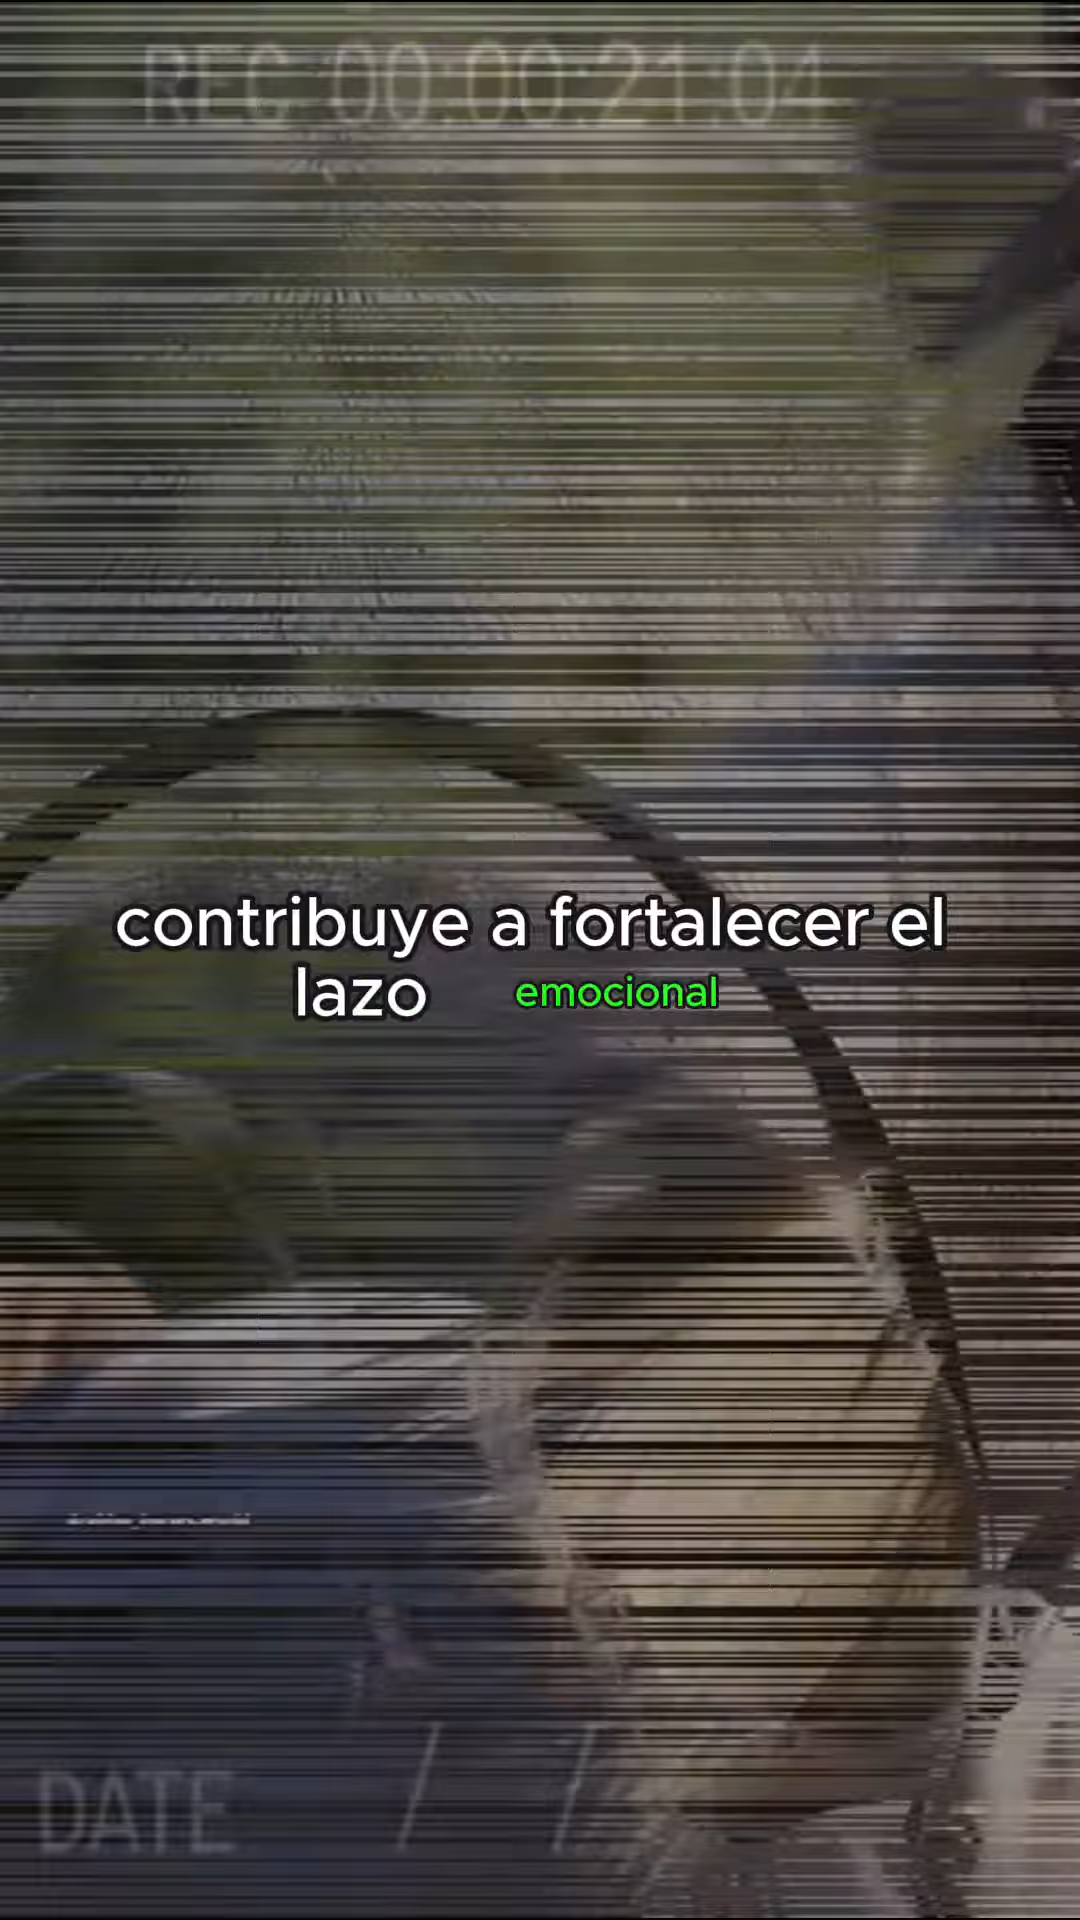 REC 00:00:21:04
contribuye a fortalecer el
lazo emocional
DATE / /